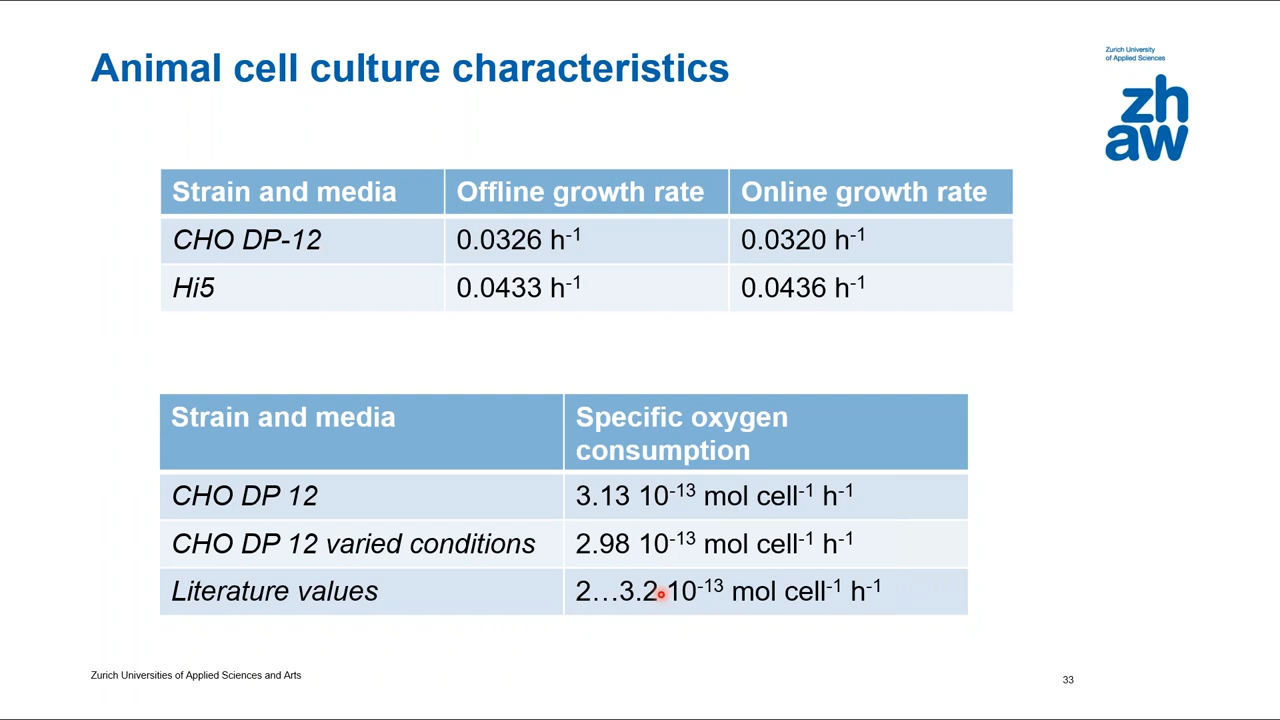 Animal cell culture characteristics
Zurich University
of Applied Sciences
zh
aw
Strain and media Offline growth rate Online growth rate
CHO DP-12 0.0326 h⁻¹ 0.0320 h⁻¹
Hi5 0.0433 h⁻¹ 0.0436 h⁻¹
Strain and media Specific oxygen
consumption
CHO DP 12 3.13 10⁻¹³ mol cell⁻¹ h⁻¹
CHO DP 12 varied conditions 2.98 10⁻¹³ mol cell⁻¹ h⁻¹
Literature values 2…3.2 10⁻¹³ mol cell⁻¹ h⁻¹
Zurich Universities of Applied Sciences and Arts
33